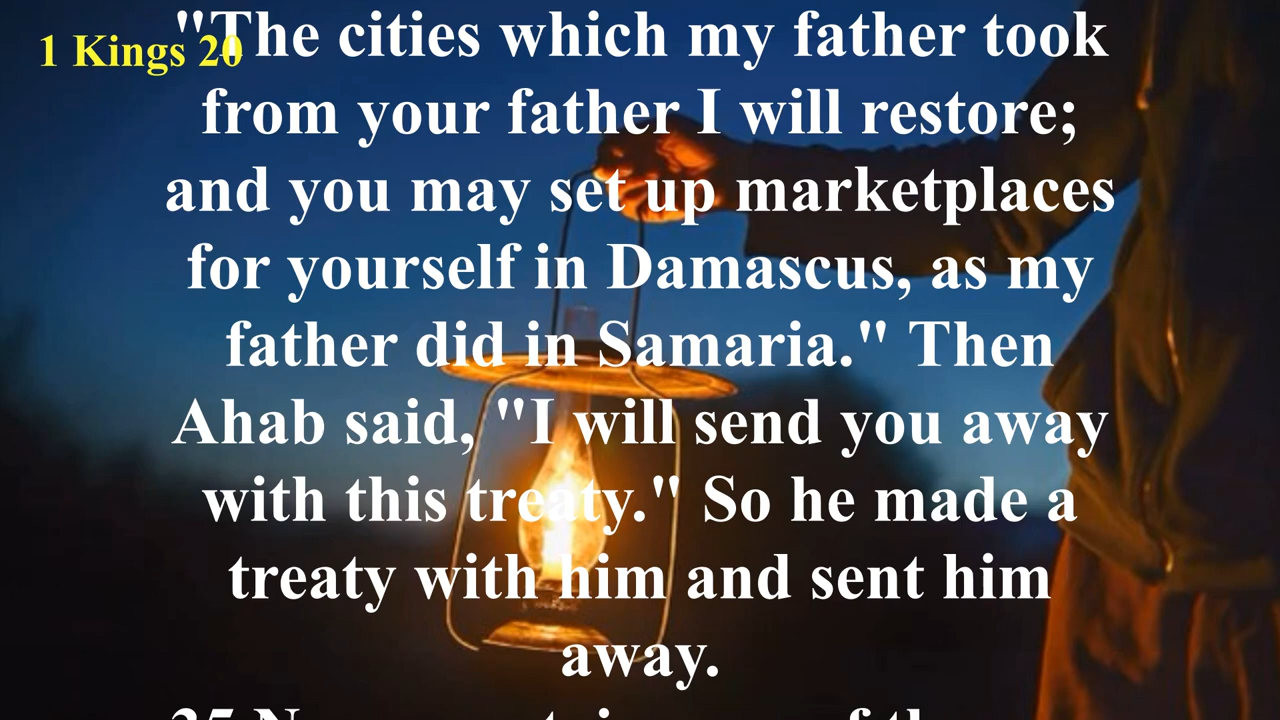 1 Kings 20
"The cities which my father took
from your father I will restore;
and you may set up marketplaces
for yourself in Damascus, as my
father did in Samaria." Then
Ahab said, "I will send you away
with this treaty." So he made a
treaty with him and sent him
away.
35